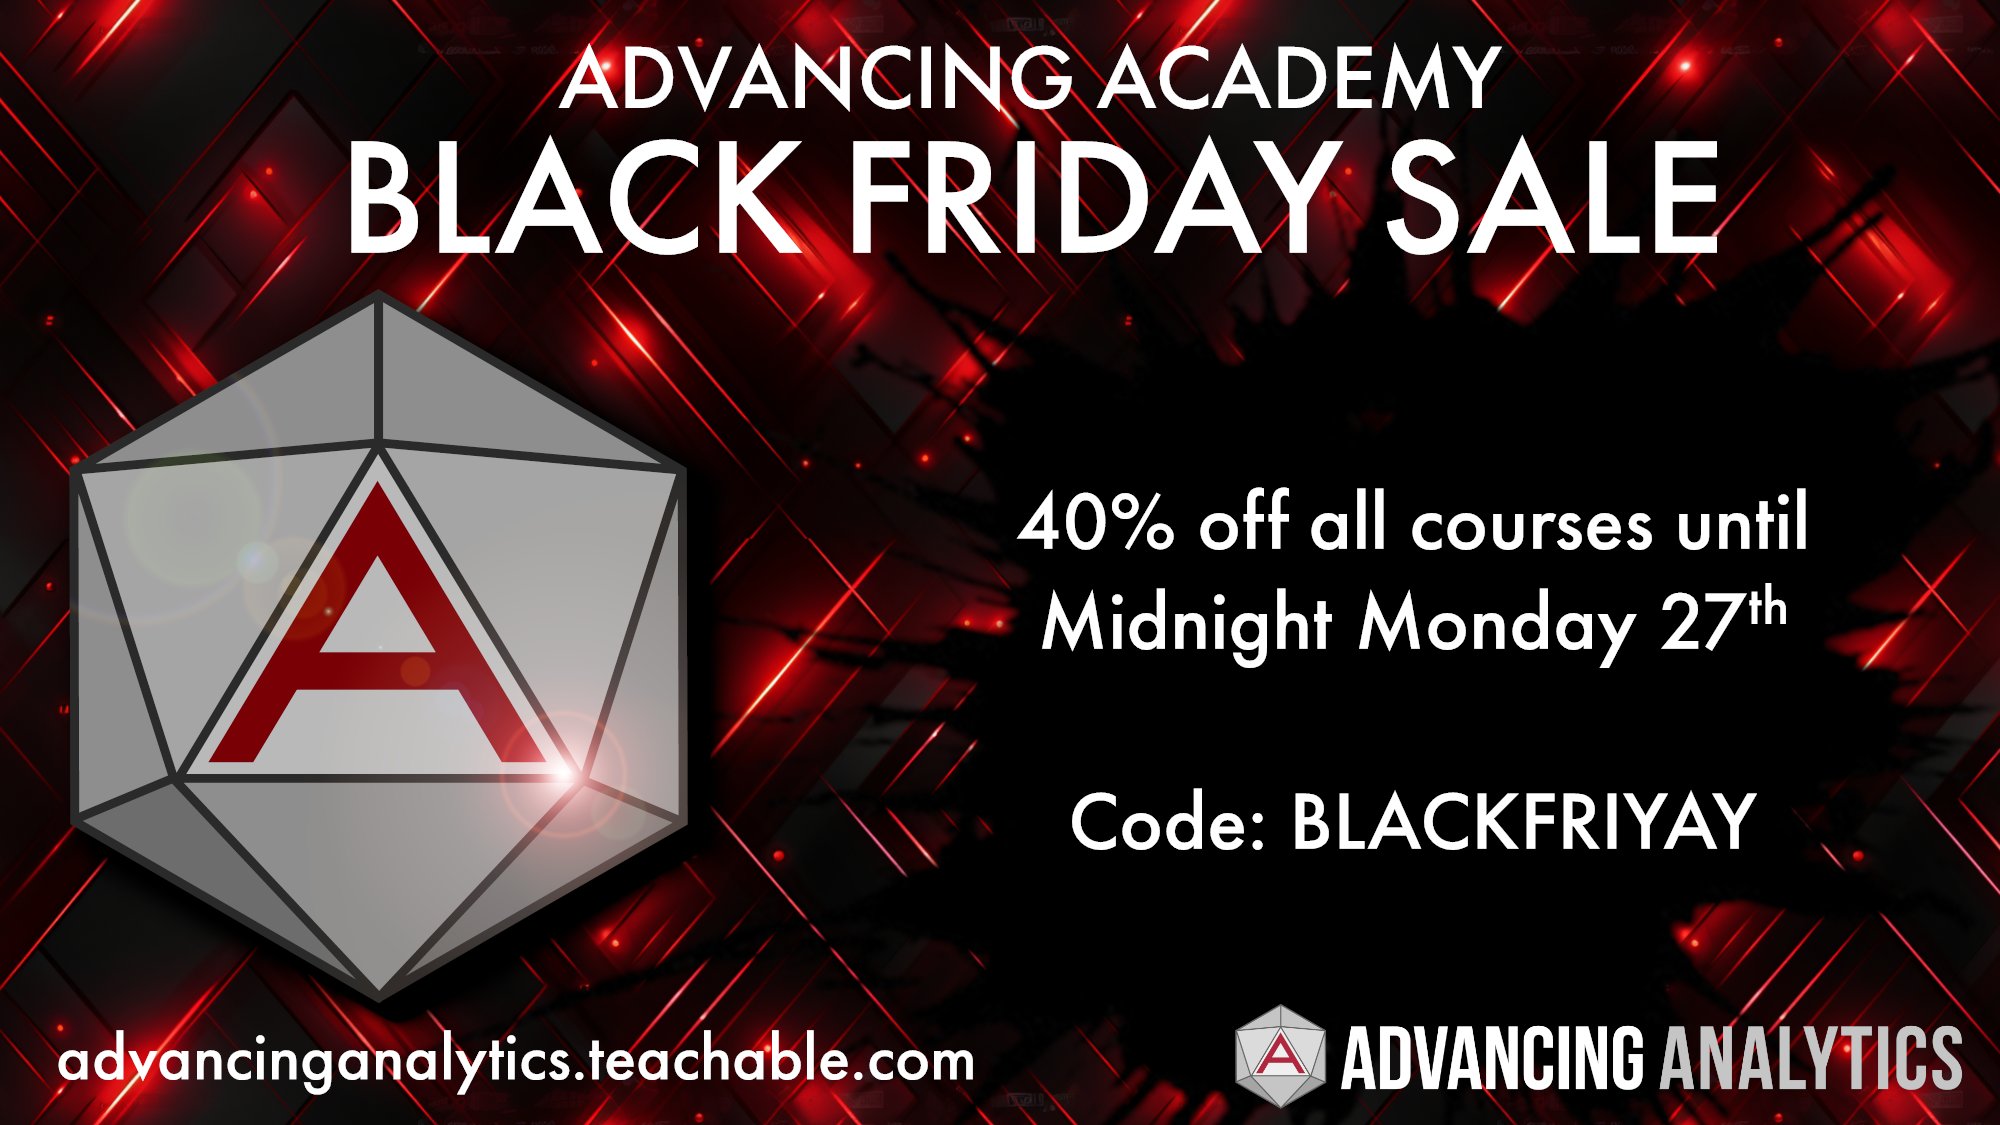 ADVANCING ACADEMY
BLACK FRIDAY SALE
A
40% off all courses until
Midnight Monday 27th
Code: BLACKFRIYAY
advancinganalytics.teachable.com
A ADVANCING ANALYTICS